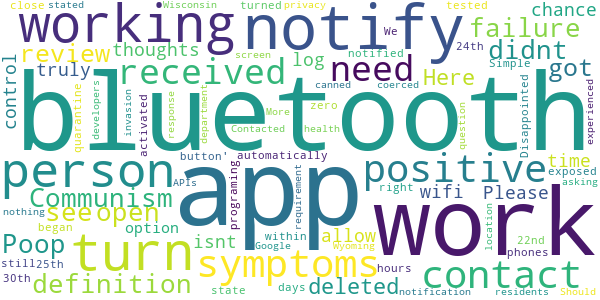 close stated Wisconsin turned privacy tested chance
working notify failure
We 24th
review thoughts screen log notified didnt
control truly received need Here Simple got
quarantine developers invasion activated response department canned coerced zero
More Contacted health question Disappointed experienced
bluetooth
person app positive time
button' automatically exposed
Communism APIs programing requirement right wifi Please asking
nothing see open option within allow work
began Google Wyoming location 22nd
Poop isnt phones
still 25th turn symptoms hours contact
30th definition state days deleted notification residents Should